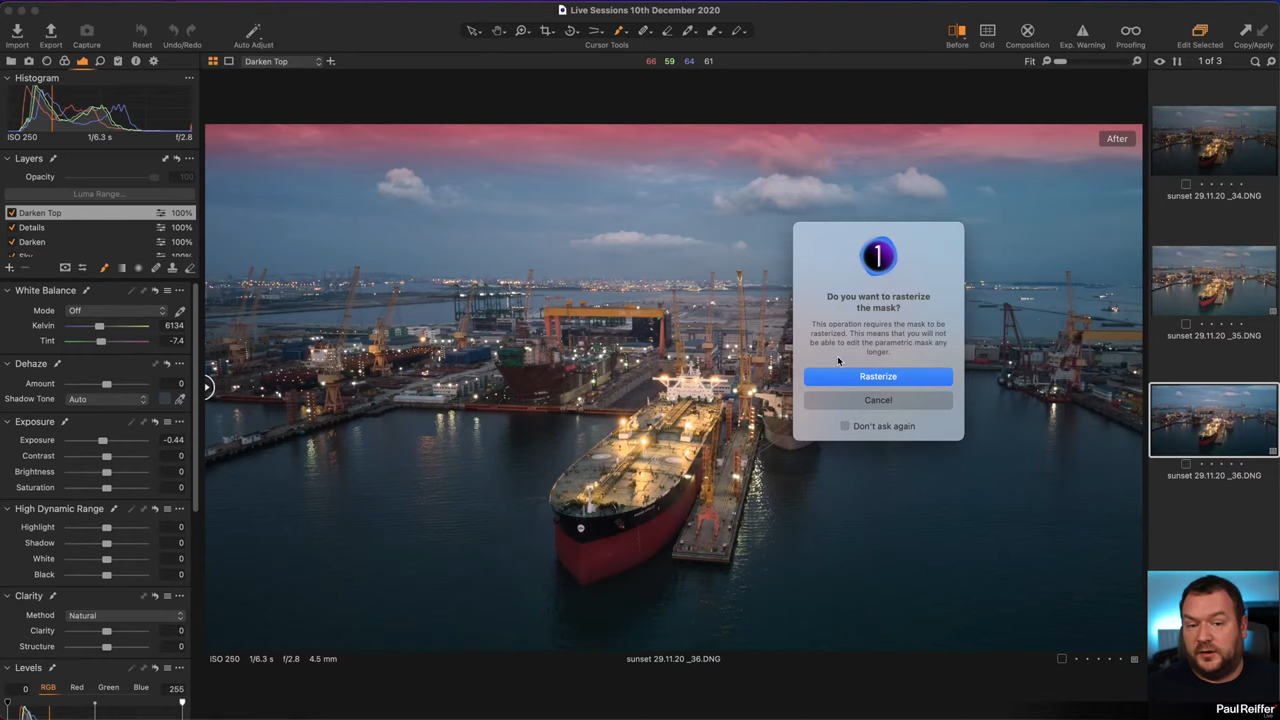 Live Sessions 10th December 2020
Import
Export
Capture
Reset
Undo/Redo
Auto Adjust
Cursor Tools
Before
Grid
Composition
Exp. Warning
Proofing
Edit Selected
Copy/Apply
Darken Top
66 59 64 61
Fit
1 of 3
Histogram
ISO 250 1/6.3 s f/2.8
Layers
Opacity 100
Luma Range...
Darken Top 100%
Details 100%
Darken 100%
White Balance
Mode Off
Kelvin 6134
Tint -7.4
Dehaze
Amount 0
Shadow Tone Auto
Exposure
Exposure -0.44
Contrast 0
Brightness 0
Saturation 0
High Dynamic Range
Highlight 0
Shadow 0
White 0
Black 0
Clarity
Method Natural
Clarity 0
Structure 0
Levels
0 RGB Red Green Blue 255
After
1
Do you want to rasterize
the mask?
This operation requires the mask to be
rasterized. This means that you will not
be able to edit the parametric mask any
longer.
Rasterize
Cancel
Don't ask again
ISO 250 1/6.3 s f/2.8 4.5 mm
sunset 29.11.20 _36.DNG
sunset 29.11.20 _34.DNG
sunset 29.11.20 _35.DNG
sunset 29.11.20 _36.DNG
Paul Reiffer
Live